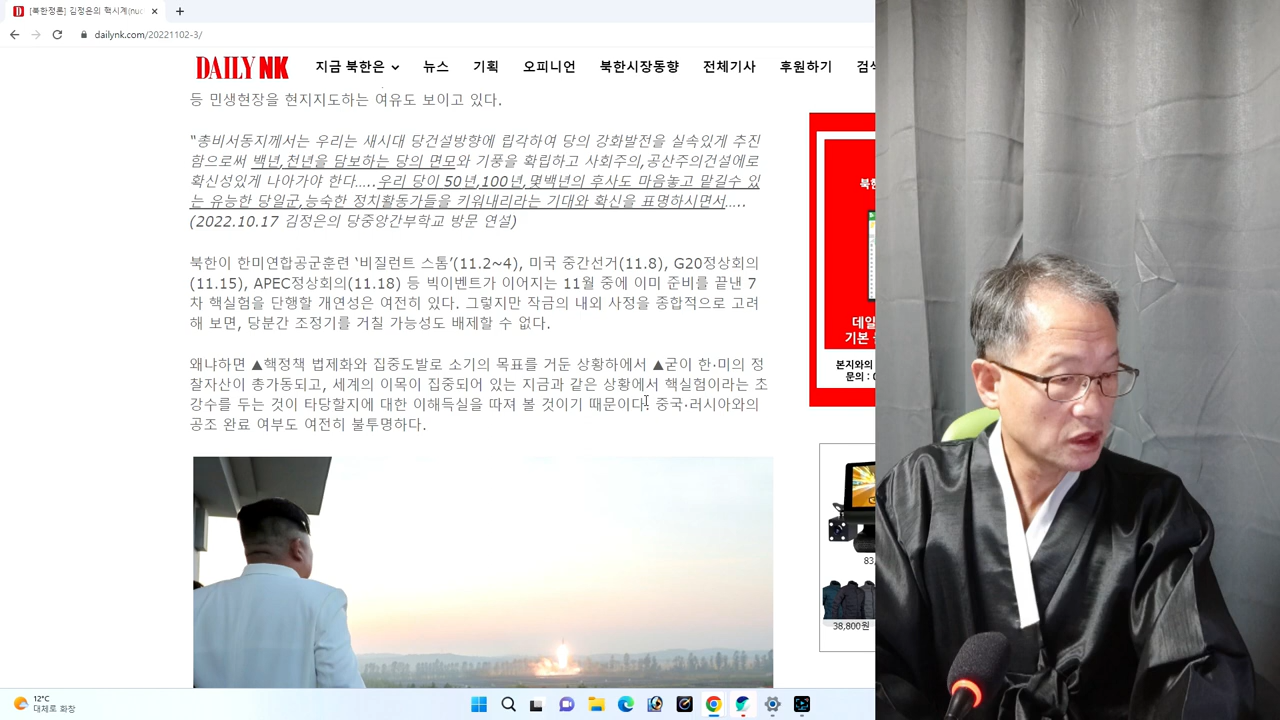 [북한정론] 김정은의 핵시계(nuc
dailynk.com/20221102-3/
DAILY NK
지금 북한은 뉴스 기획 오피니언 북한시장동향 전체기사 후원하기 검색
등 민생현장을 현지지도하는 여유도 보이고 있다.
“총비서동지께서는 우리는 새시대 당건설방향에 립각하여 당의 강화발전을 실속있게 추진
함으로써 백년,천년을 담보하는 당의 면모와 기풍을 확립하고 사회주의,공산주의건설에로
확신성있게 나아가야 한다…..우리 당이 50년,100년,몇백년의 후사도 마음놓고 맡길수 있
는 유능한 당일군,능숙한 정치활동가들을 키워내리라는 기대와 확신을 표명하시면서…..
(2022.10.17 김정은의 당중앙간부학교 방문 연설)
북한이 한미연합공군훈련 ‘비질런트 스톰’(11.2~4), 미국 중간선거(11.8), G20정상회의
(11.15), APEC정상회의(11.18) 등 빅이벤트가 이어지는 11월 중에 이미 준비를 끝낸 7
차 핵실험을 단행할 개연성은 여전히 있다. 그렇지만 작금의 내외 사정을 종합적으로 고려
해 보면, 당분간 조정기를 거칠 가능성도 배제할 수 없다.
왜냐하면 ▲핵정책 법제화와 집중도발로 소기의 목표를 거둔 상황하에서 ▲굳이 한·미의 정
찰자산이 총가동되고, 세계의 이목이 집중되어 있는 지금과 같은 상황에서 핵실험이라는 초
강수를 두는 것이 타당할지에 대한 이해득실을 따져 볼 것이기 때문이다. 중국·러시아와의
공조 완료 여부도 여전히 불투명하다.
북한
데일
기본
본지와의
문의 : 0
83,
38,800원
12°C
대체로 화창